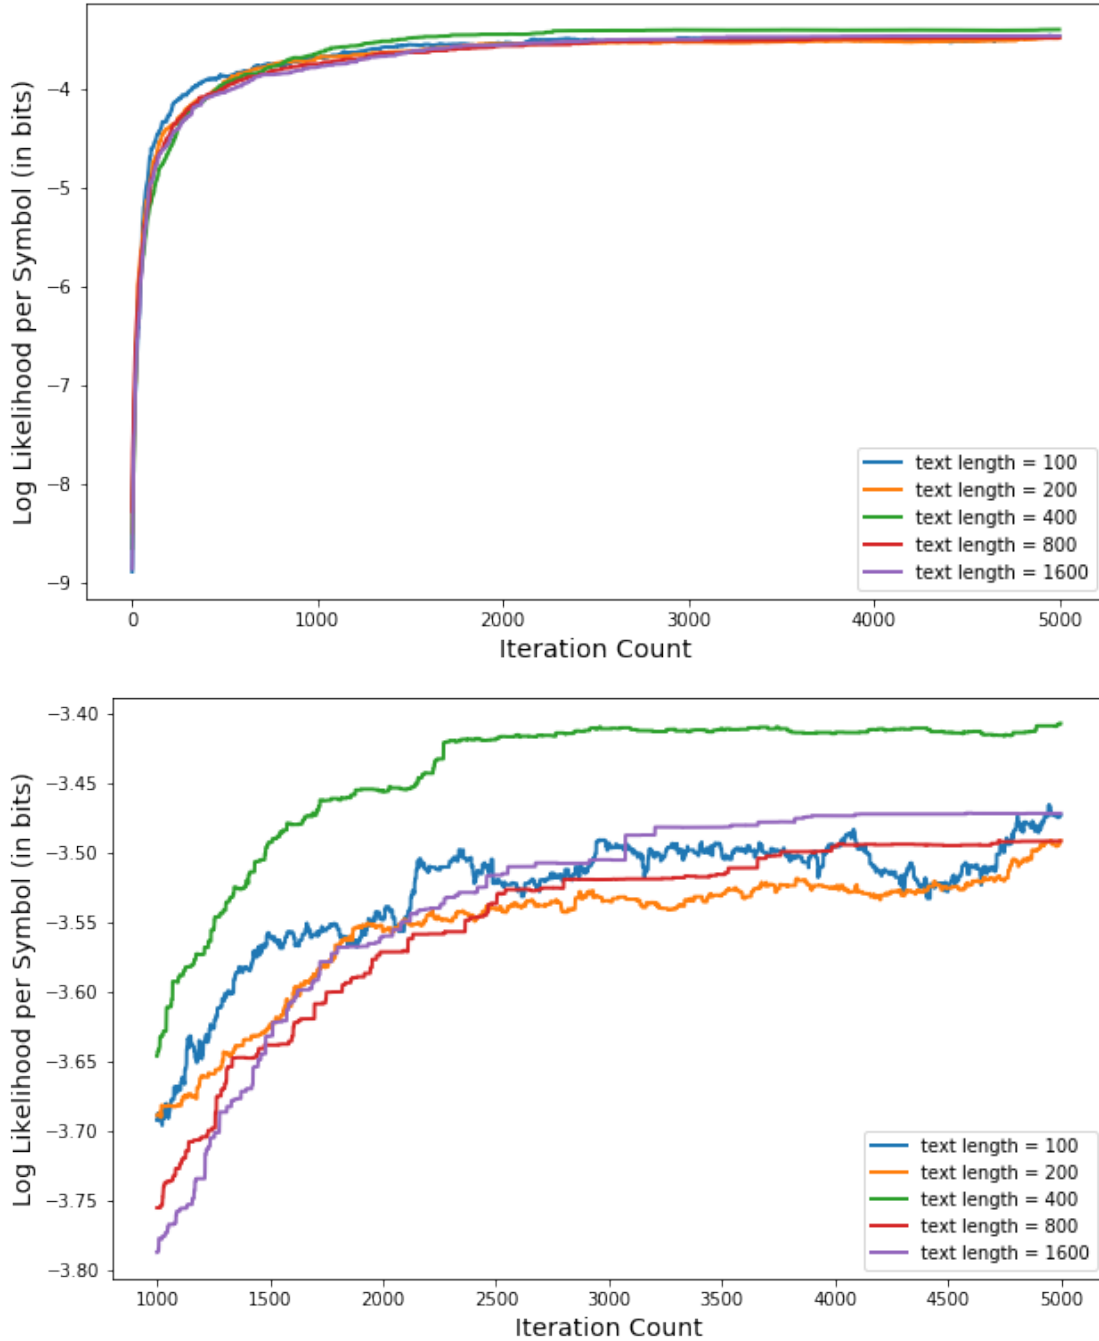 −4
−5
−6
−7
−8
−9
Log Likelihood per Symbol (in bits)
text length = 100
text length = 200
text length = 400
text length = 800
text length = 1600
0 1000 2000 3000 4000 5000
Iteration Count
−3.40
−3.45
−3.50
−3.55
−3.60
−3.65
−3.70
−3.75
−3.80
Log Likelihood per Symbol (in bits)
text length = 100
text length = 200
text length = 400
text length = 800
text length = 1600
1000 1500 2000 2500 3000 3500 4000 4500 5000
Iteration Count